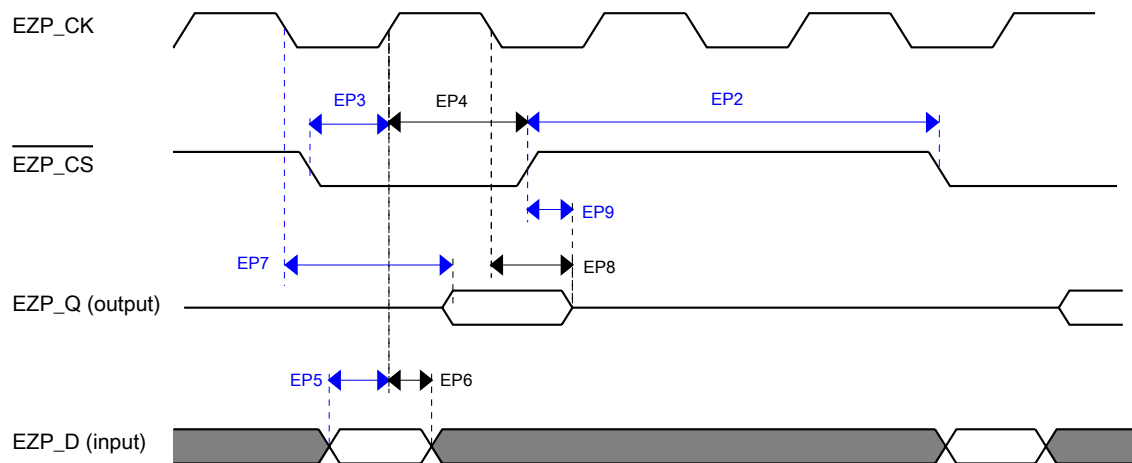 EZP_CK
EP3
EP4
EP2
EZP_CS
EP9
EP7
EP8
EZP_Q (output)
EP5
EP6
EZP_D (input)